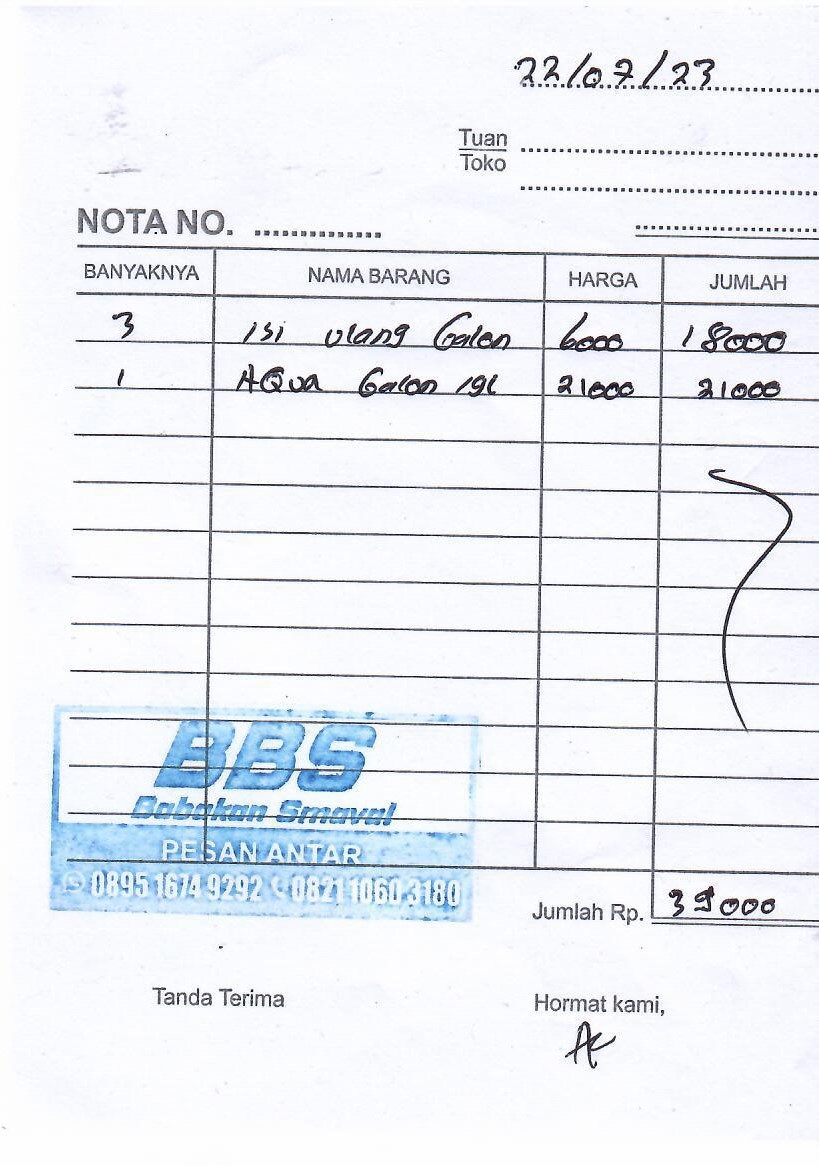 22/07/23
Tuan
Toko
NOTA NO. ..............
BANYAKNYA NAMA BARANG HARGA JUMLAH
3 isi ulang Galon 6000 18000
1 AQua Galon 19L 21000 21000
BBS
Babakan Smaval
PESAN ANTAR
0895 1674 9292 0821 1060 3180
Jumlah Rp. 39000
Tanda Terima Hormat kami,